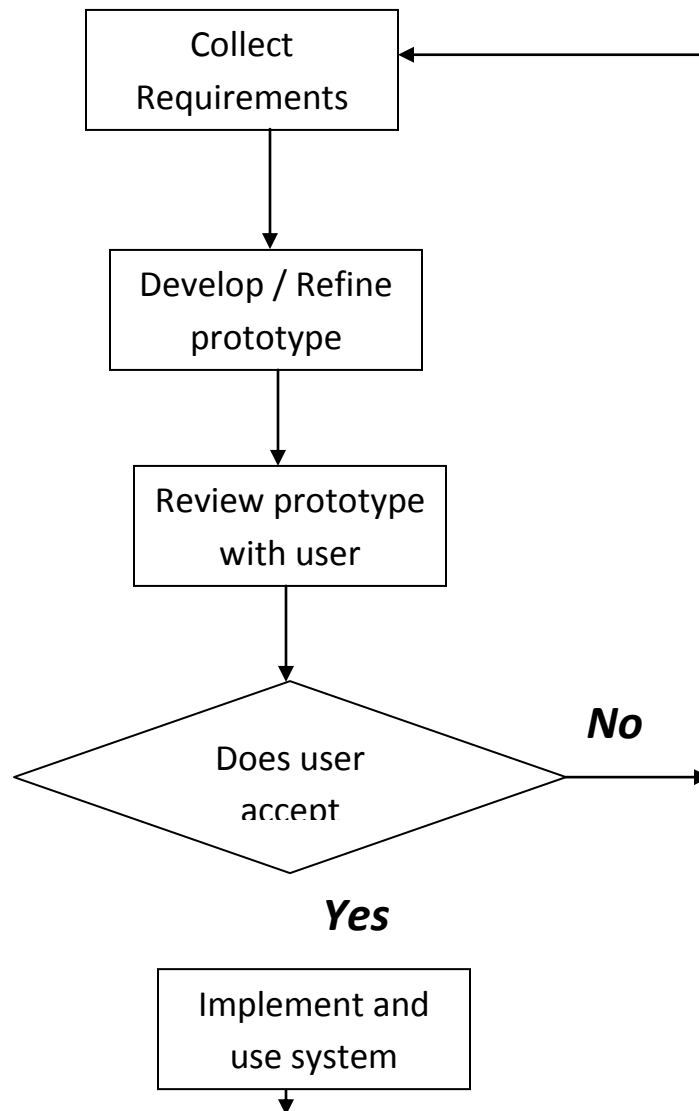 Collect
Requirements
Develop / Refine
prototype
Review prototype
with user
Does user
accept
No
Yes
Implement and
use system